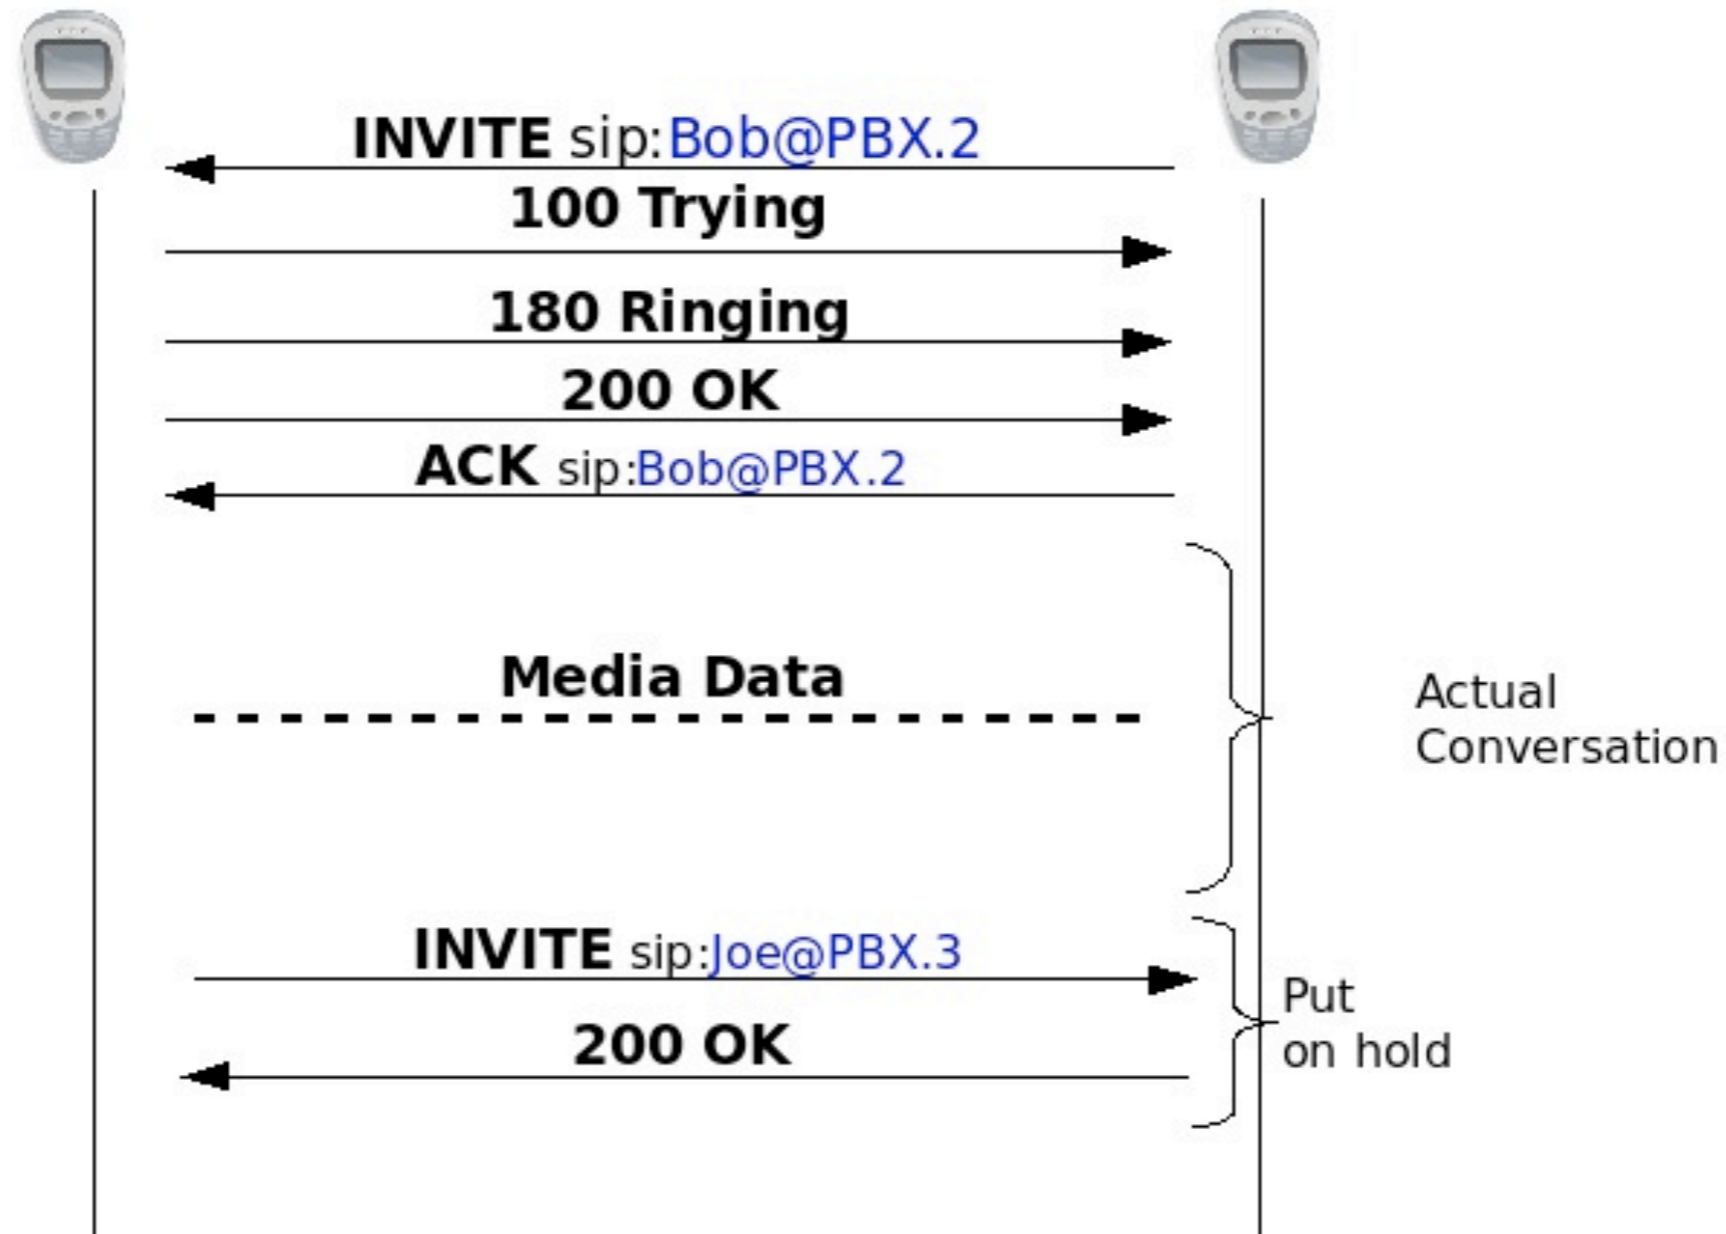 INVITE sip:Bob@PBX.2
100 Trying
180 Ringing
200 OK
ACK sip:Bob@PBX.2
Media Data
Actual
Conversation
INVITE sip:Joe@PBX.3
Put
on hold
200 OK